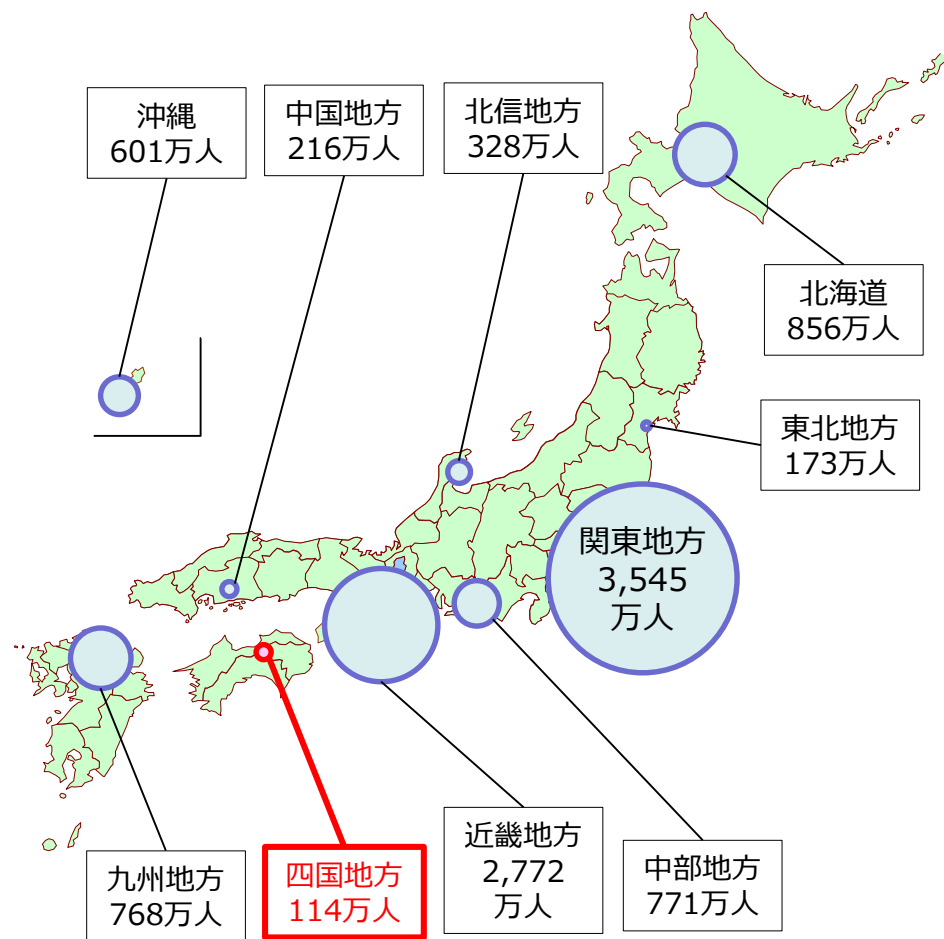 沖縄
601万人
中国地方
216万人
北信地方
328万人
北海道
856万人
東北地方
173万人
関東地方
3,545
万人
九州地方
768万人
四国地方
114万人
近畿地方
2,772
万人
中部地方
771万人